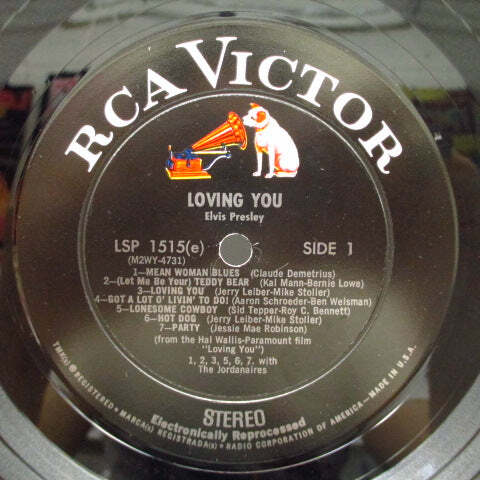 RCA VICTOR
LOVING YOU
Elvis Presley
LSP 1515(e) SIDE 1
(M2WY-4731)
1—MEAN WOMAN BLUES (Claude Demetrius)
2—(Let Me Be Your) TEDDY BEAR (Kal Mann-Bernie Lowe)
3—LOVING YOU (Jerry Leiber-Mike Stoller)
4—GOT A LOT O' LIVIN' TO DO! (Aaron Schroeder-Ben Weisman)
5—LONESOME COWBOY (Sid Tepper-Roy C. Bennett)
6—HOT DOG (Jerry Leiber-Mike Stoller)
7—PARTY (Jessie Mae Robinson)
(from the Hal Wallis-Paramount film
"Loving You")
1, 2, 3, 5, 6, 7. with
The Jordanaires
STEREO
Electronically Reprocessed
TMK(s) ® REGISTERED • MARCA(s) REGISTRADA(s) • RADIO CORPORATION OF AMERICA—MADE IN U.S.A.